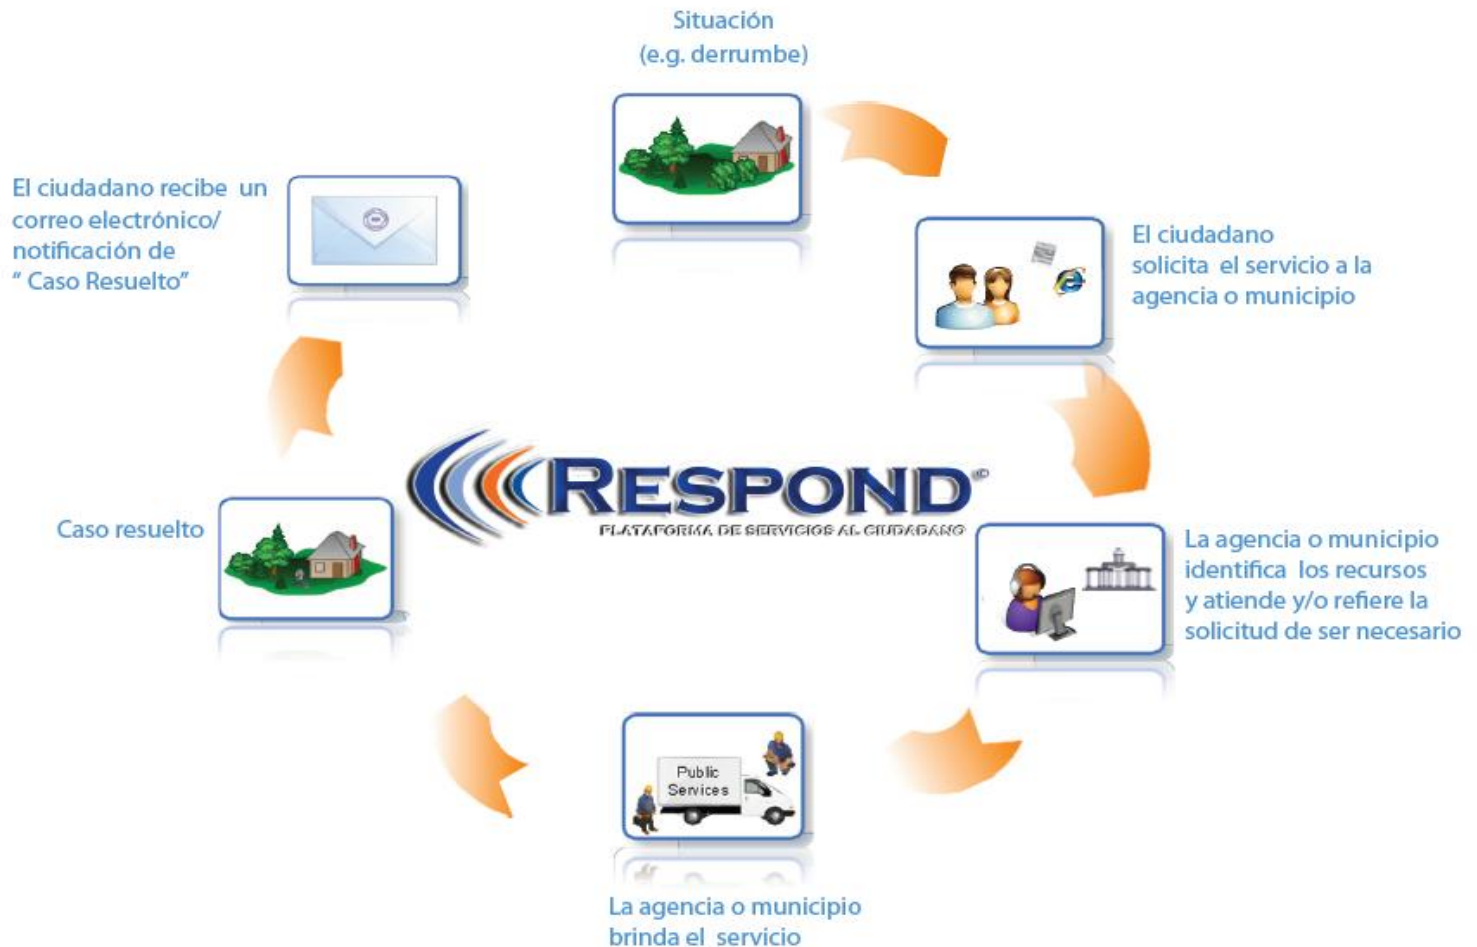 Situación
(e.g. derrumbe)
El ciudadano
solicita el servicio a la
agencia o municipio
La agencia o municipio
identifica los recursos
y atiende y/o refiere la
solicitud de ser necesario
Public
Services
La agencia o municipio
brinda el servicio
Caso resuelto
El ciudadano recibe un
correo electrónico/
notificación de
“ Caso Resuelto”
RESPOND©
PLATAFORMA DE SERVICIOS AL CIUDADANO